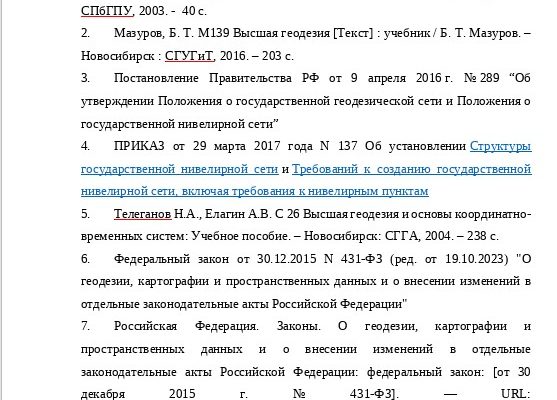 СПбГПУ, 2003. - 40 с.
2. Мазуров, Б. Т. М139 Высшая геодезия [Текст] : учебник / Б. Т. Мазуров. –
Новосибирск : СГУГиТ, 2016. – 203 с.
3. Постановление Правительства РФ от 9 апреля 2016 г. № 289 “Об
утверждении Положения о государственной геодезической сети и Положения о
государственной нивелирной сети”
4. ПРИКАЗ от 29 марта 2017 года N 137 Об установлении Структуры
государственной нивелирной сети и Требований к созданию государственной
нивелирной сети, включая требования к нивелирным пунктам
5. Телеганов Н.А., Елагин А.В. С 26 Высшая геодезия и основы координатно-
временных систем: Учебное пособие. – Новосибирск: СГГА, 2004. – 238 с.
6. Федеральный закон от 30.12.2015 N 431-ФЗ (ред. от 19.10.2023) "О
геодезии, картографии и пространственных данных и о внесении изменений в
отдельные законодательные акты Российской Федерации"
7. Российская Федерация. Законы. О геодезии, картографии и
пространственных данных и о внесении изменений в отдельные
законодательные акты Российской Федерации: федеральный закон: [от 30
декабря 2015 г. № 431-ФЗ]. — URL: